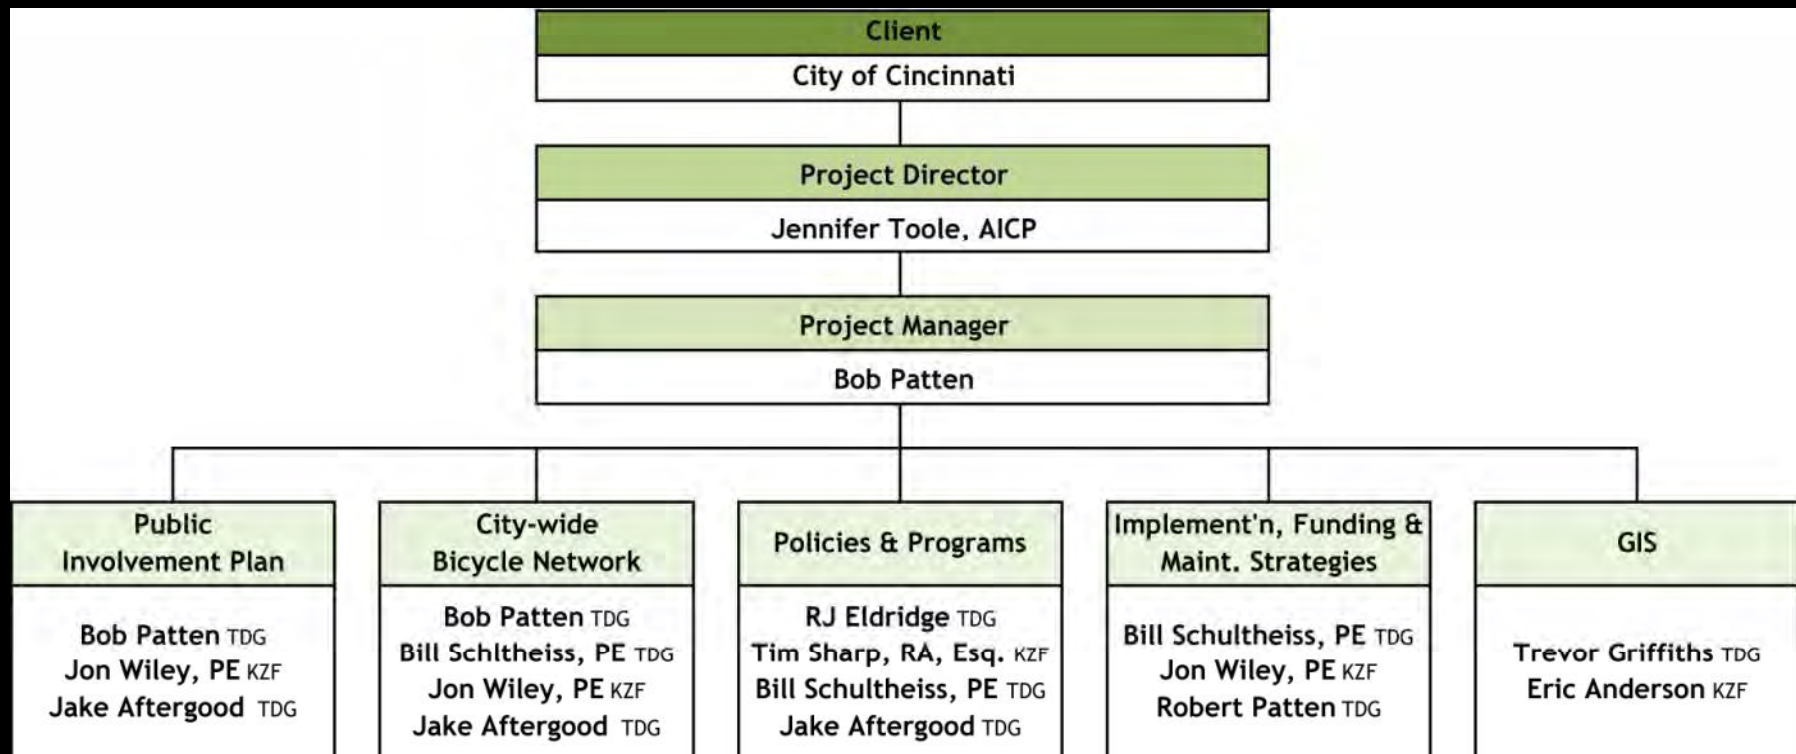 Client
City of Cincinnati
Project Director
Jennifer Toole, AICP
Project Manager
Bob Patten
Public
Involvement Plan
Bob Patten TDG
Jon Wiley, PE KZF
Jake Aftergood TDG
City-wide
Bicycle Network
Bob Patten TDG
Bill Schltheiss, PE TDG
Jon Wiley, PE KZF
Jake Aftergood TDG
Policies & Programs
RJ Eldridge TDG
Tim Sharp, RA, Esq. KZF
Bill Schultheiss, PE TDG
Jake Aftergood TDG
Implement'n, Funding &
Maint. Strategies
Bill Schultheiss, PE TDG
Jon Wiley, PE KZF
Robert Patten TDG
GIS
Trevor Griffiths TDG
Eric Anderson KZF